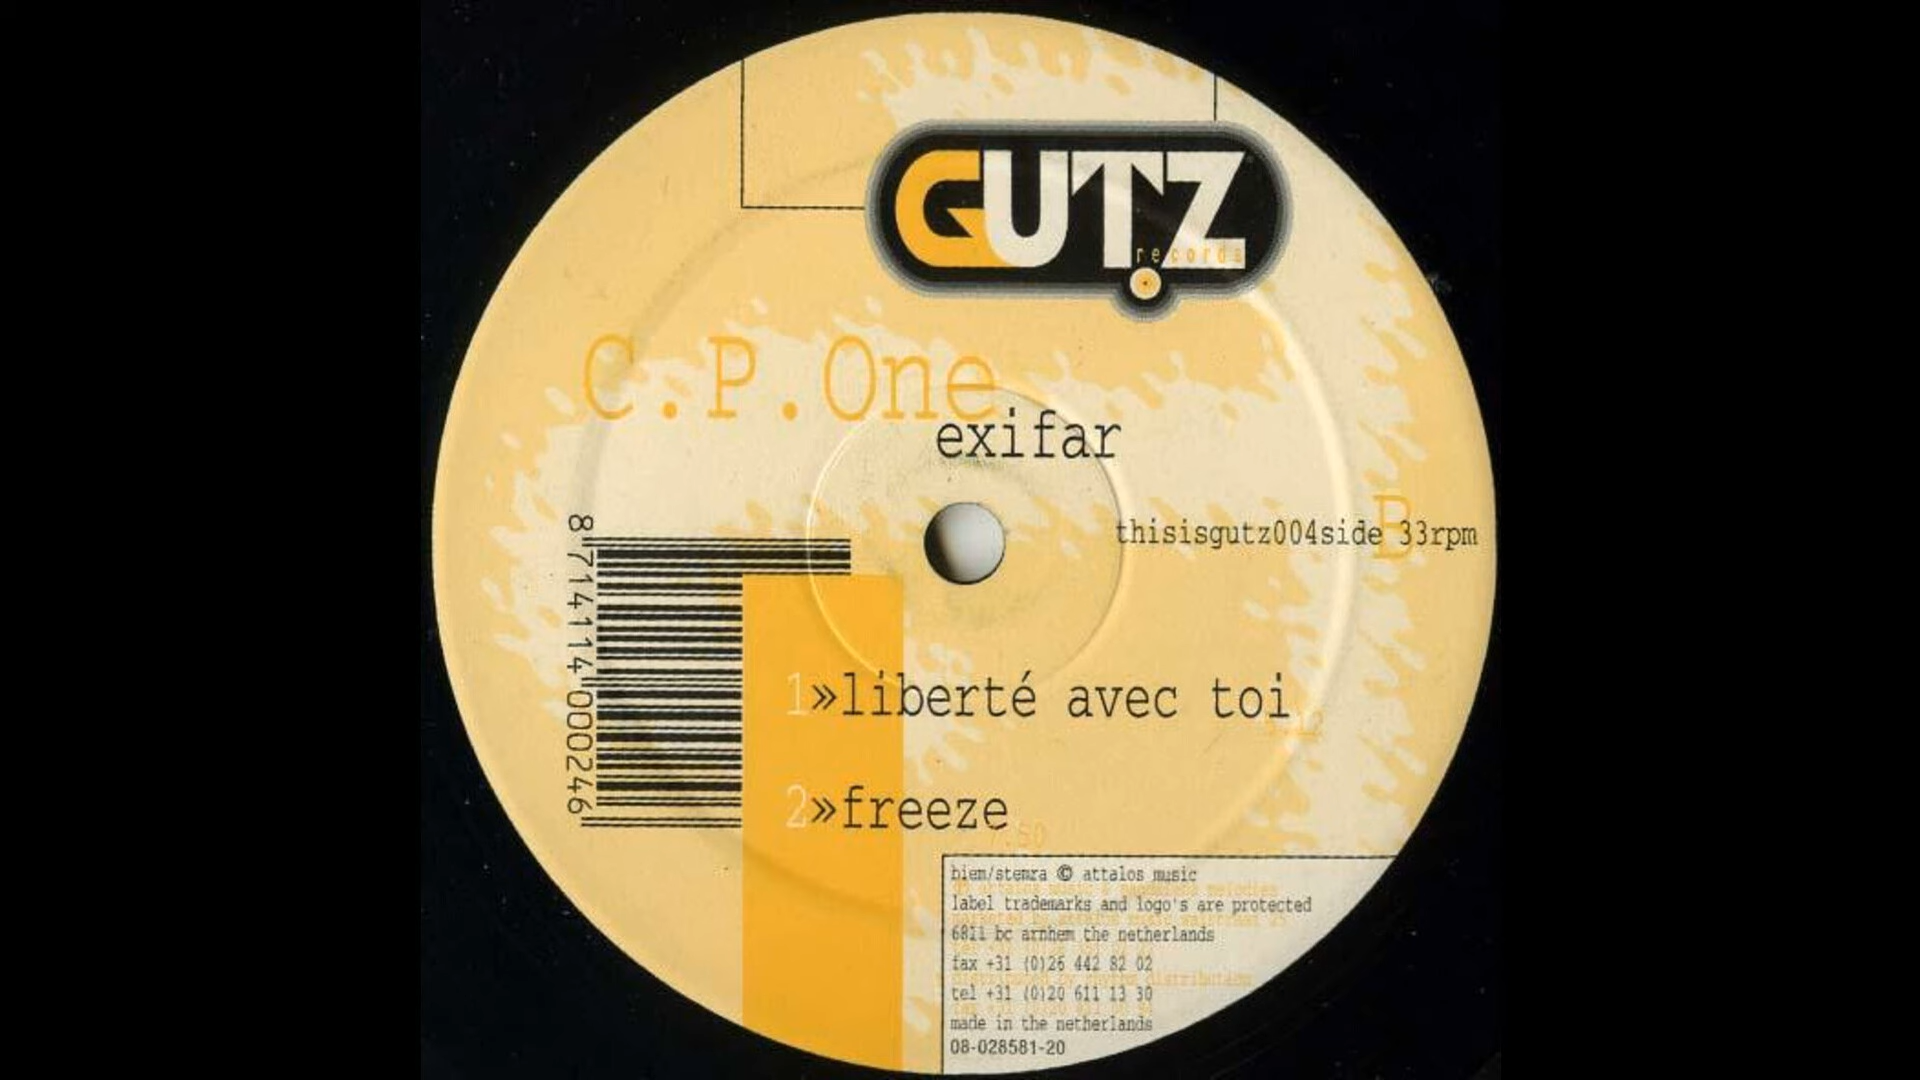 GUTZ
records
C.P.One
exifar
thisisgutz004side B 33rpm
8 714114 000246
1»liberté avec toi
2»freeze
7:50
biem/stemra © attalos music
label trademarks and logo's are protected
6811 bc arnhem the netherlands
fax +31 (0)26 442 82 02
tel +31 (0)20 611 13 30
made in the netherlands
08-028581-20